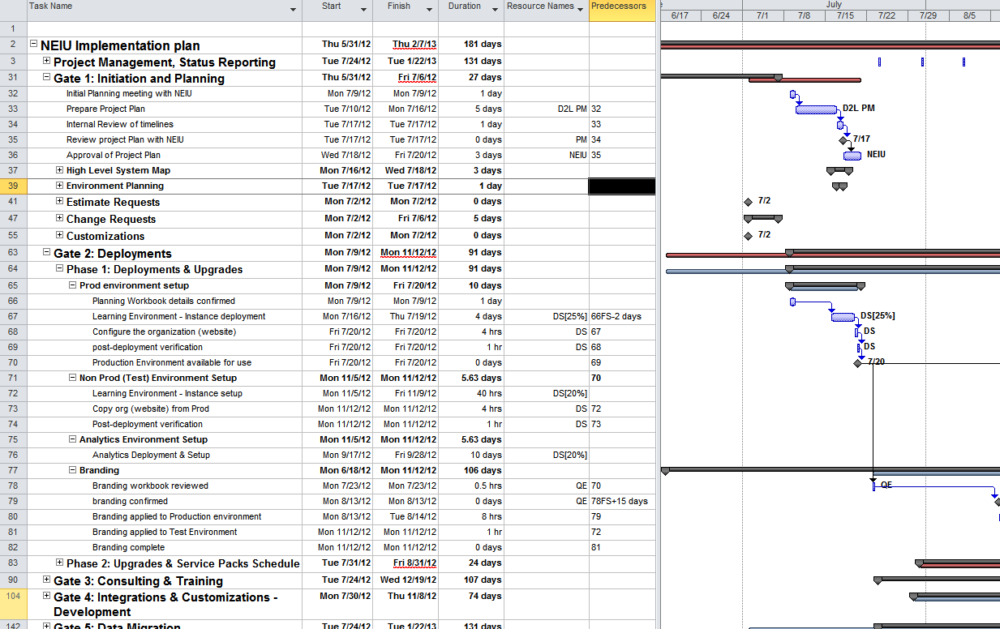 Task Name Start Finish Duration Resource Names Predecessors July
6/17 6/24 7/1 7/8 7/15 7/22 7/29 8/5
1
2 NEIU Implementation plan Thu 5/31/12 Thu 2/7/13 181 days
3 Project Management, Status Reporting Tue 7/24/12 Tue 1/22/13 131 days
31 Gate 1: Initiation and Planning Thu 5/31/12 Fri 7/6/12 27 days
32 Initial Planning meeting with NEIU Mon 7/9/12 Mon 7/9/12 1 day
33 Prepare Project Plan Tue 7/10/12 Mon 7/16/12 5 days D2L PM 32 D2L PM
34 Internal Review of timelines Tue 7/17/12 Tue 7/17/12 1 day 33
35 Review project Plan with NEIU Tue 7/17/12 Tue 7/17/12 0 days PM 34 7/17
36 Approval of Project Plan Wed 7/18/12 Fri 7/20/12 3 days NEIU 35 NEIU
37 High Level System Map Mon 7/16/12 Wed 7/18/12 3 days
39 Environment Planning Tue 7/17/12 Tue 7/17/12 1 day
41 Estimate Requests Mon 7/2/12 Mon 7/2/12 0 days 7/2
47 Change Requests Mon 7/2/12 Fri 7/6/12 5 days
55 Customizations Mon 7/2/12 Mon 7/2/12 0 days 7/2
63 Gate 2: Deployments Mon 7/9/12 Mon 11/12/12 91 days
64 Phase 1: Deployments & Upgrades Mon 7/9/12 Mon 11/12/12 91 days
65 Prod environment setup Mon 7/9/12 Fri 7/20/12 10 days
66 Planning Workbook details confirmed Mon 7/9/12 Mon 7/9/12 1 day
67 Learning Environment - Instance deployment Mon 7/16/12 Thu 7/19/12 4 days DS[25%] 66FS-2 days DS[25%]
68 Configure the organization (website) Fri 7/20/12 Fri 7/20/12 4 hrs DS 67 DS
69 post-deployment verification Fri 7/20/12 Fri 7/20/12 1 hr DS 68 DS
70 Production Environment available for use Fri 7/20/12 Fri 7/20/12 0 days 69 7/20
71 Non Prod (Test) Environment Setup Mon 11/5/12 Mon 11/12/12 5.63 days 70
72 Learning Environment - Instance setup Mon 11/5/12 Fri 11/9/12 40 hrs DS[20%]
73 Copy org (website) from Prod Mon 11/12/12 Mon 11/12/12 4 hrs DS 72
74 Post-deployment verification Mon 11/12/12 Mon 11/12/12 1 hr DS 73
75 Analytics Environment Setup Mon 11/5/12 Mon 11/12/12 5.63 days
76 Analytics Deployment & Setup Mon 9/17/12 Fri 9/28/12 10 days DS[20%]
77 Branding Mon 6/18/12 Mon 11/12/12 106 days
78 Branding workbook reviewed Mon 7/23/12 Mon 7/23/12 0.5 hrs QE 70 QE
79 branding confirmed Mon 8/13/12 Mon 8/13/12 0 days QE 78FS+15 days
80 Branding applied to Production environment Mon 8/13/12 Tue 8/14/12 8 hrs 79
81 Branding applied to Test Environment Mon 11/12/12 Mon 11/12/12 1 hr 72
82 Branding complete Mon 11/12/12 Mon 11/12/12 0 days 81
83 Phase 2: Upgrades & Service Packs Schedule Tue 7/31/12 Fri 8/31/12 24 days
90 Gate 3: Consulting & Training Tue 7/24/12 Wed 12/19/12 107 days
104 Gate 4: Integrations & Customizations - Mon 7/30/12 Thu 11/8/12 74 days
Development
142 Gate 5: Data Migration Tue 7/24/12 Tue 1/22/13 131 days